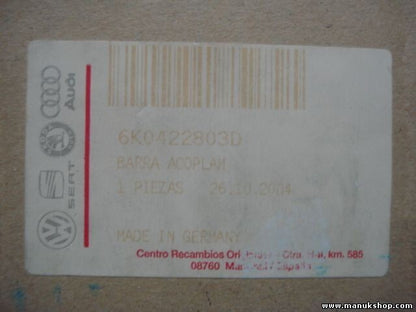 Audi
SEAT
6K0422803D
BARRA ACOPLAM
1 PIEZAS 26.10.2004
MADE IN GERMANY
Centro Recambios km. 585
08760
www.manukshop.com